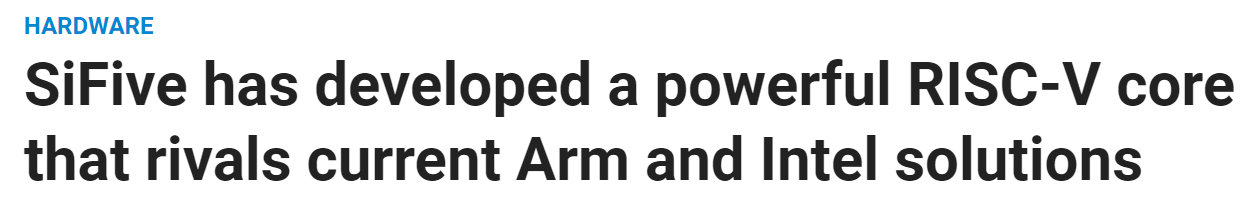 HARDWARE
SiFive has developed a powerful RISC-V core
that rivals current Arm and Intel solutions